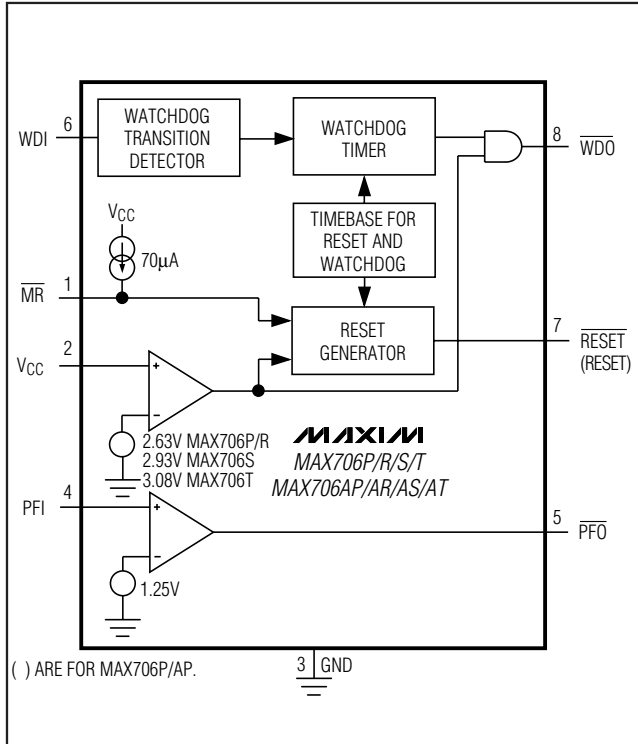 WATCHDOG
TRANSITION
DETECTOR
WATCHDOG
TIMER
6
WDI
8
WDO
VCC
70μA
TIMEBASE FOR
RESET AND
WATCHDOG
1
MR
RESET
GENERATOR
7
RESET
(RESET)
2
VCC
+
−
2.63V MAX706P/R
2.93V MAX706S
3.08V MAX706T
MAXIM
MAX706P/R/S/T
MAX706AP/AR/AS/AT
4
PFI
+
−
5
PFO
1.25V
3 GND
( ) ARE FOR MAX706P/AP.